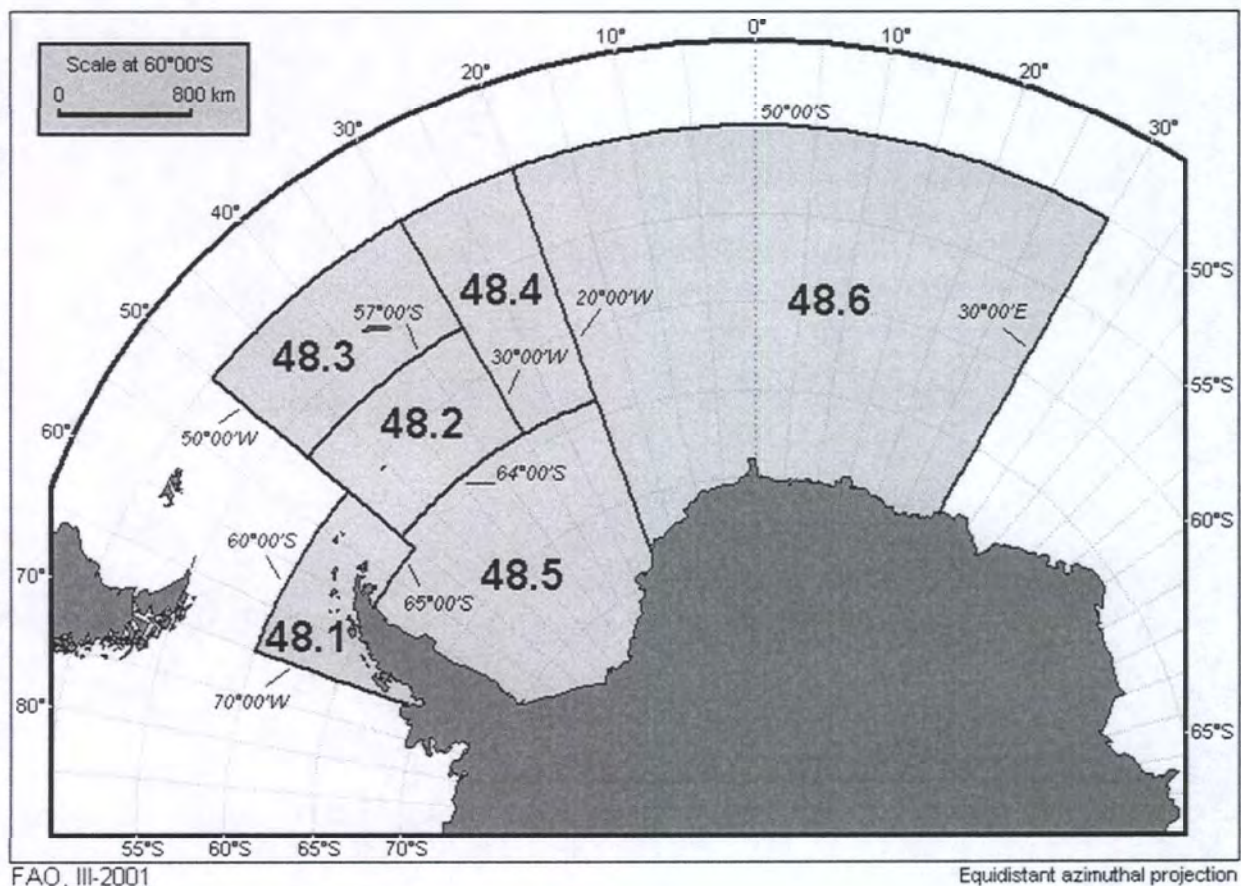 Scale at 60°00'S
0 800 km
10° 0° 10°
20° 20°
30° 30°
40°
50°
60°
70°
80°
50°00'S
48.4
20°00'W
48.6
30°00'E
57°00'S
48.3
30°00'W
48.2
50°00'W
64°00'S
60°00'S
48.5
65°00'S
48.1
70°00'W
50°S
55°S
60°S
65°S
55°S 60°S 65°S 70°S
FAO, III-2001
Equidistant azimuthal projection